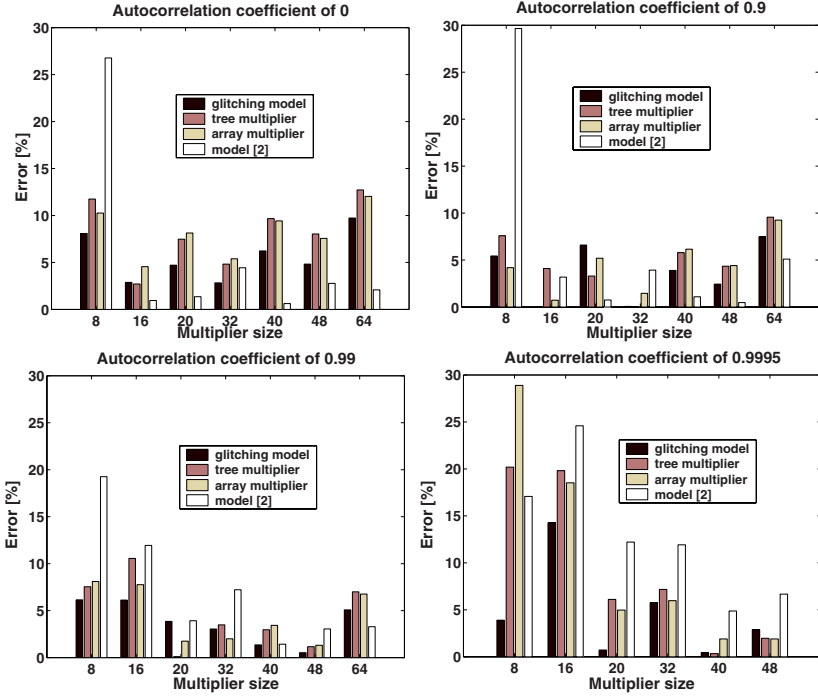 Autocorrelation coefficient of 0
30
25
20
15
10
5
0
Error [%]
glitching model
tree multiplier
array multiplier
model [2]
8 16 20 32 40 48 64
Multiplier size
Autocorrelation coefficient of 0.9
30
25
20
15
10
5
0
Error [%]
glitching model
tree multiplier
array multiplier
model [2]
8 16 20 32 40 48 64
Multiplier size
Autocorrelation coefficient of 0.99
30
25
20
15
10
5
0
Error [%]
glitching model
tree multiplier
array multiplier
model [2]
8 16 20 32 40 48 64
Multiplier size
Autocorrelation coefficient of 0.9995
30
25
20
15
10
5
0
Error [%]
glitching model
tree multiplier
array multiplier
model [2]
8 16 20 32 40 48
Multiplier size